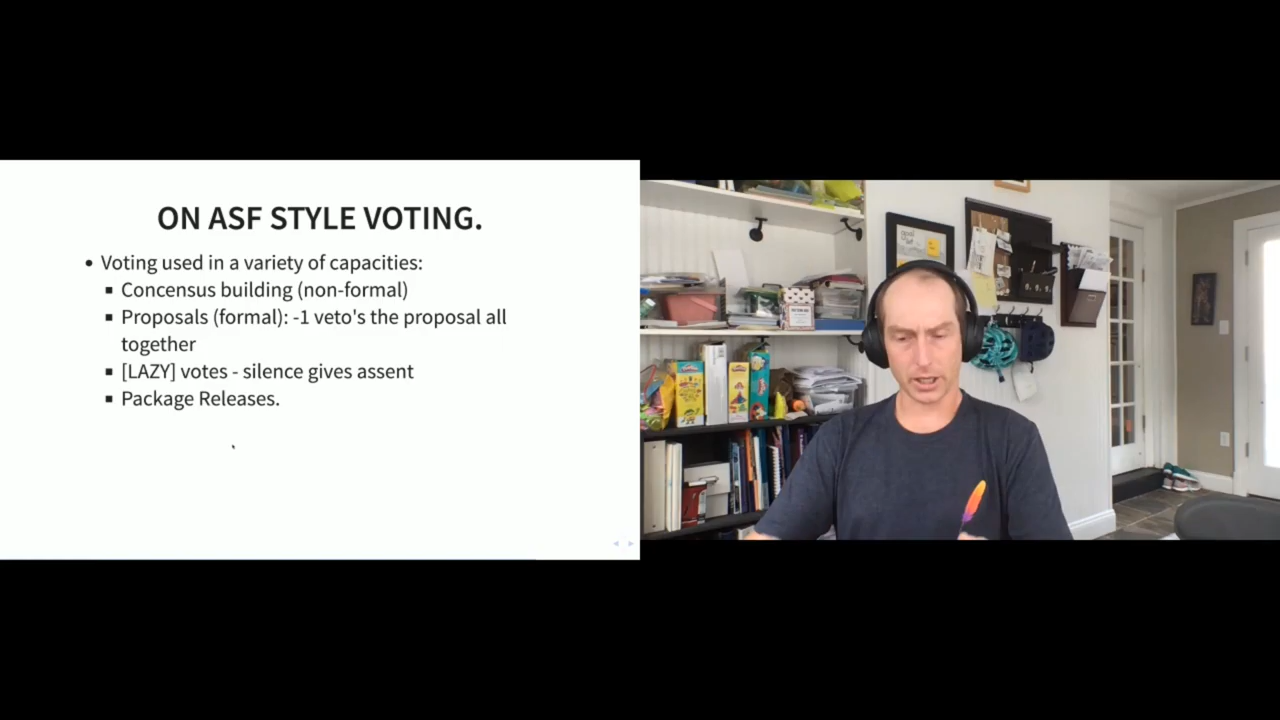 ON ASF STYLE VOTING.
• Voting used in a variety of capacities:
▪ Concensus building (non-formal)
▪ Proposals (formal): -1 veto's the proposal all
together
▪ [LAZY] votes - silence gives assent
▪ Package Releases.